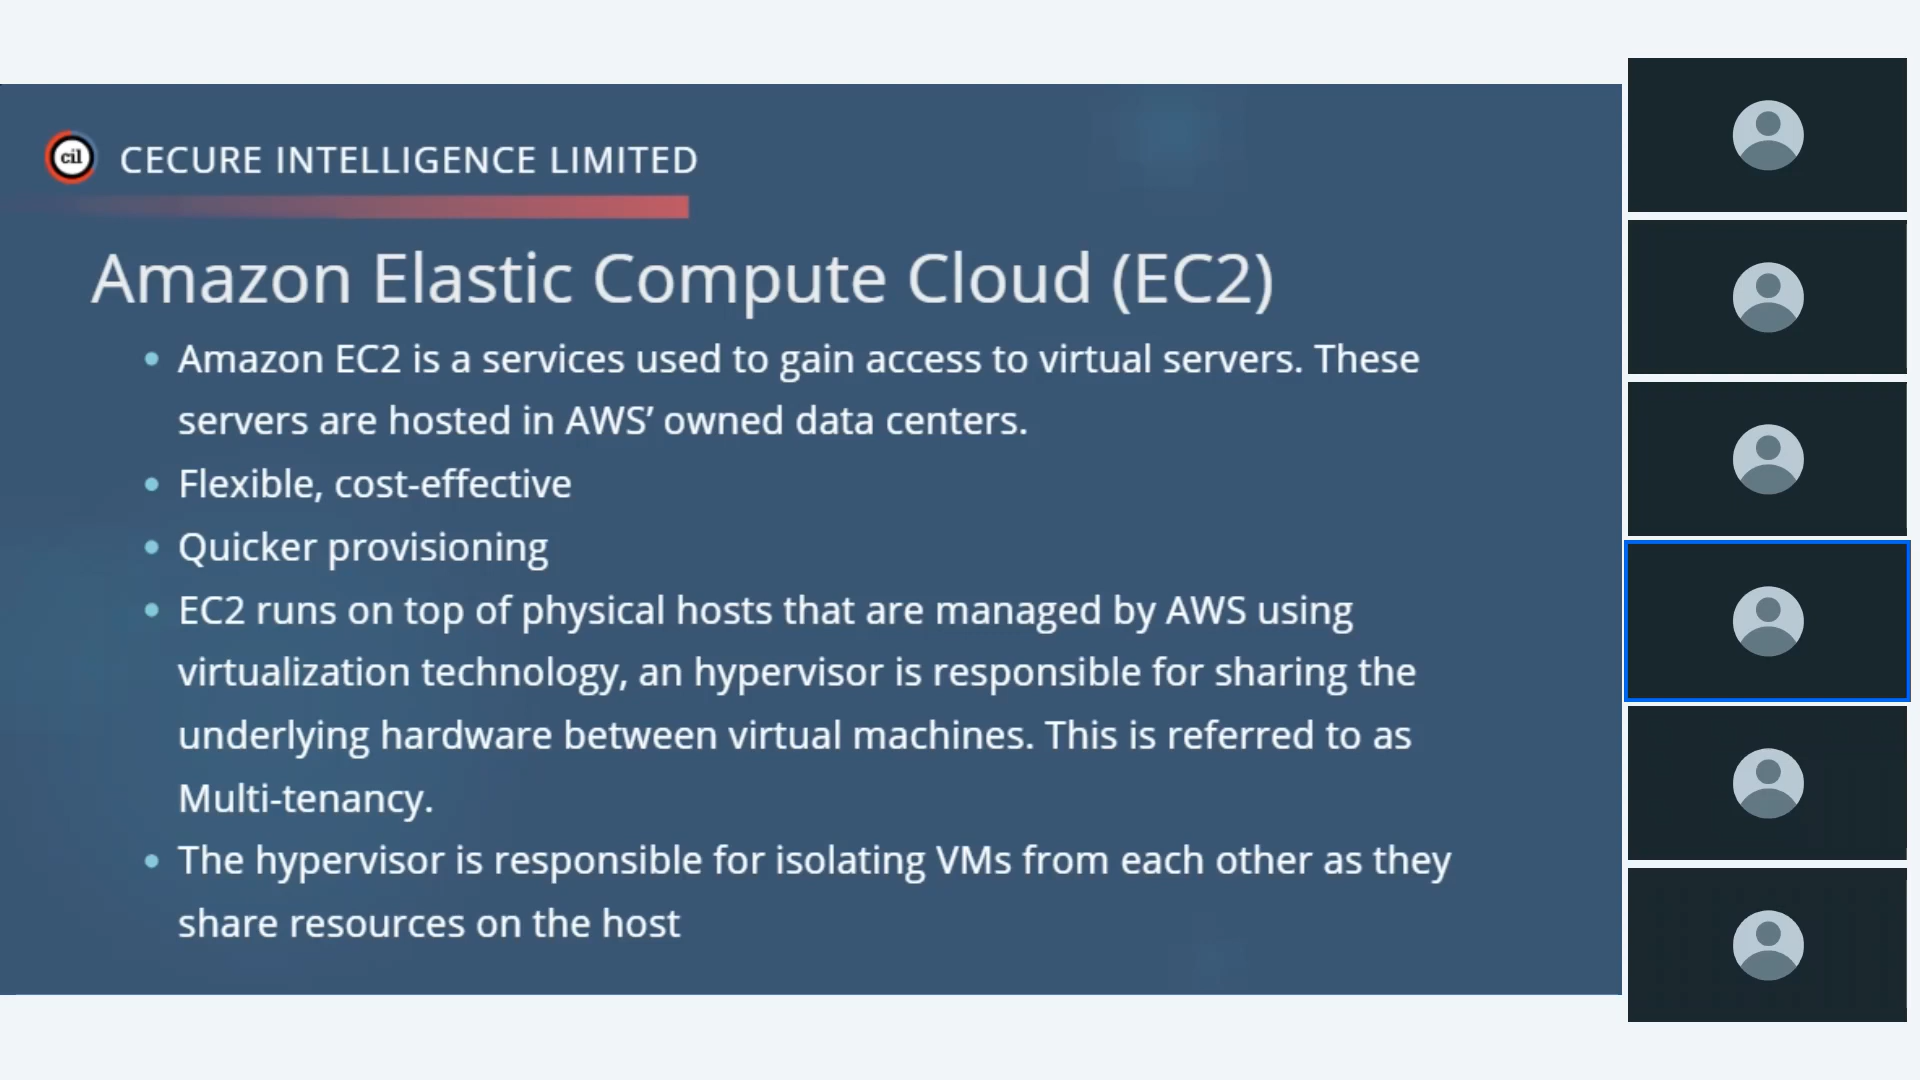 cil
CECURE INTELLIGENCE LIMITED
Amazon Elastic Compute Cloud (EC2)
• Amazon EC2 is a services used to gain access to virtual servers. These
servers are hosted in AWS’ owned data centers.
• Flexible, cost-effective
• Quicker provisioning
• EC2 runs on top of physical hosts that are managed by AWS using
virtualization technology, an hypervisor is responsible for sharing the
underlying hardware between virtual machines. This is referred to as
Multi-tenancy.
• The hypervisor is responsible for isolating VMs from each other as they
share resources on the host